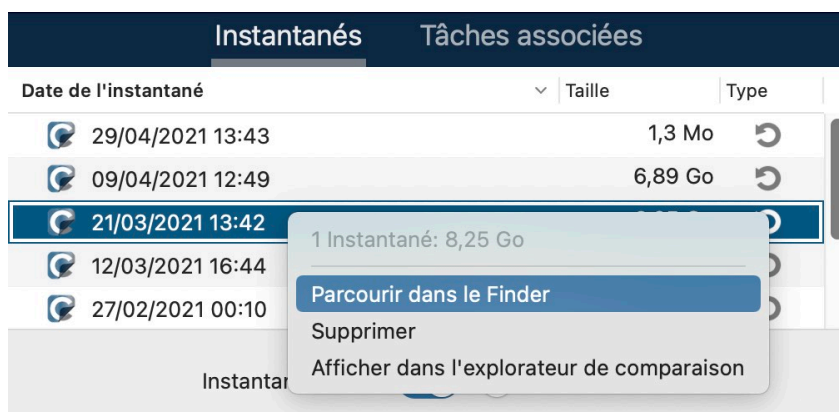 Instantanés Tâches associées
Date de l'instantané Taille Type
29/04/2021 13:43 1,3 Mo
09/04/2021 12:49 6,89 Go
21/03/2021 13:42
1 Instantané: 8,25 Go
12/03/2021 16:44
Parcourir dans le Finder
27/02/2021 00:10
Supprimer
Afficher dans l'explorateur de comparaison